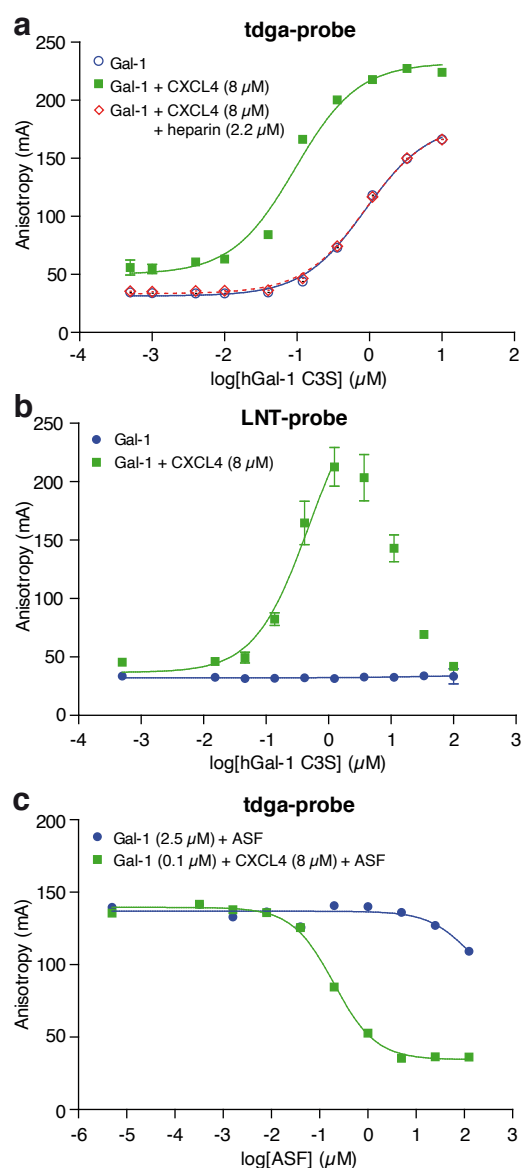 a
tdga-probe
Gal-1
Gal-1 + CXCL4 (8 µM)
Gal-1 + CXCL4 (8 µM)
+ heparin (2.2 µM)
250
200
150
100
50
0
Anisotropy (mA)
-4 -3 -2 -1 0 1 2
log[hGal-1 C3S] (µM)
b
LNT-probe
Gal-1
Gal-1 + CXCL4 (8 µM)
250
200
150
100
50
0
Anisotropy (mA)
-4 -3 -2 -1 0 1 2 3
log[hGal-1 C3S] (µM)
c
tdga-probe
Gal-1 (2.5 µM) + ASF
Gal-1 (0.1 µM) + CXCL4 (8 µM) + ASF
200
150
100
50
0
Anisotropy (mA)
-6 -5 -4 -3 -2 -1 0 1 2 3
log[ASF] (µM)